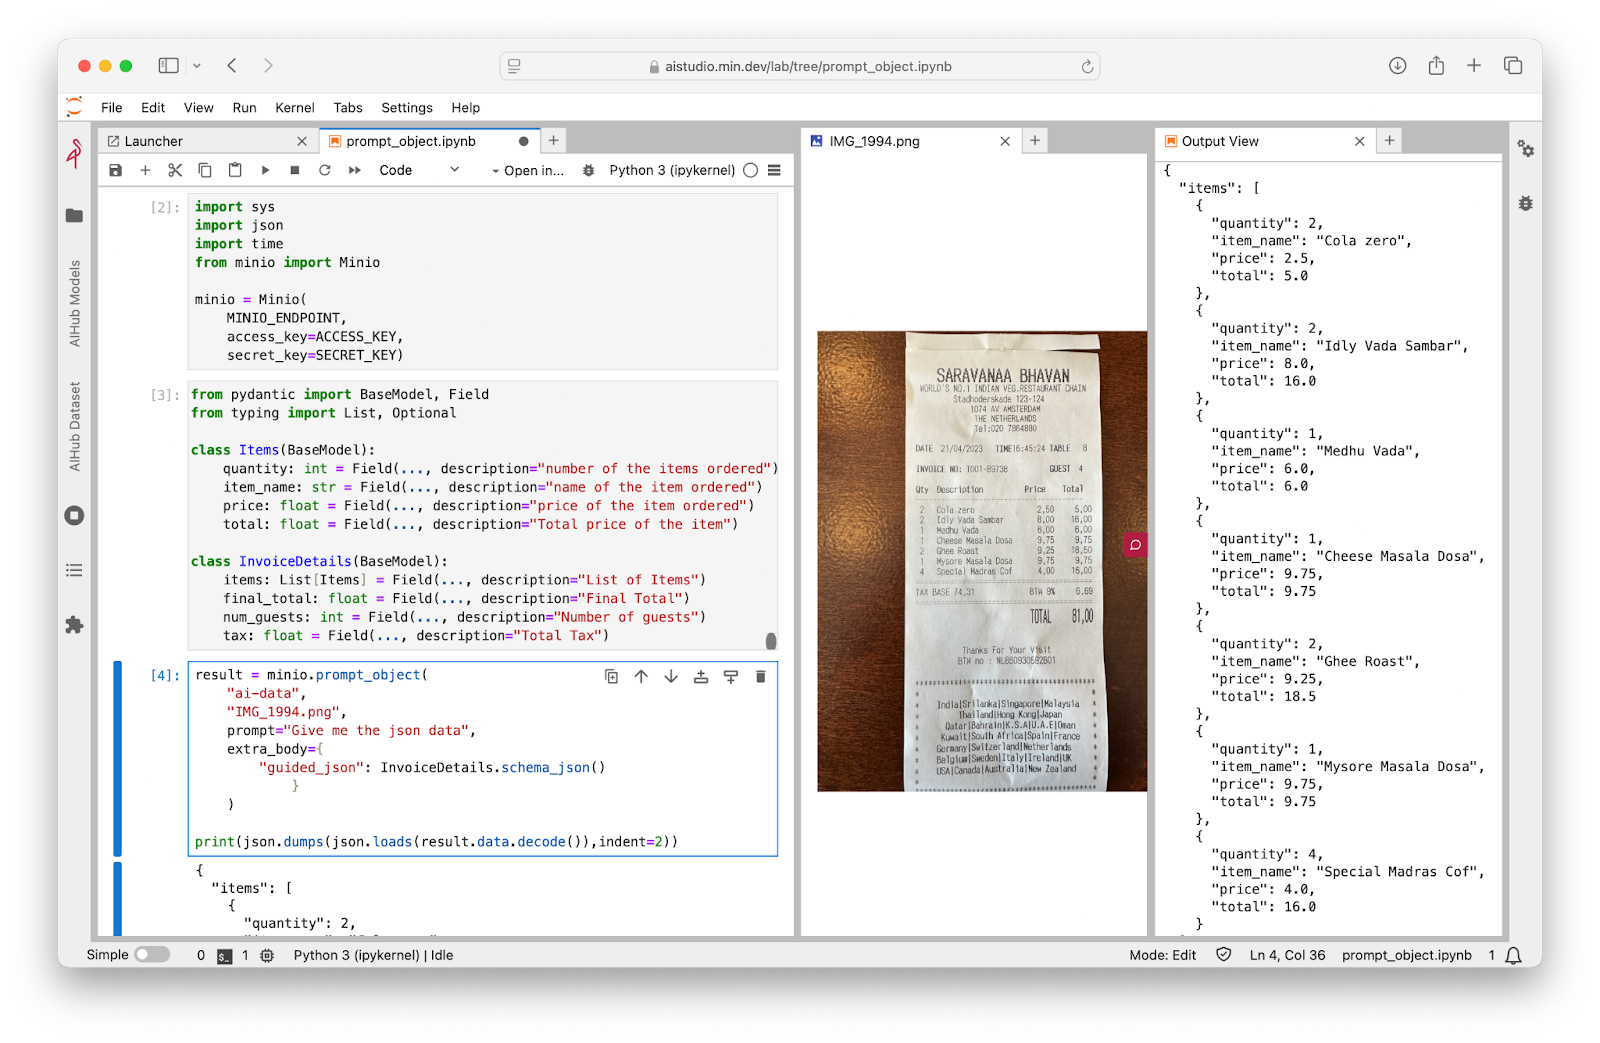 aistudio.min.dev/lab/tree/prompt_object.ipynb
File Edit View Run Kernel Tabs Settings Help
Launcher
prompt_object.ipynb
Code
Open in...
Python 3 (ipykernel)
AIHub Models
AIHub Dataset
[2]:
import sys
import json
import time
from minio import Minio
minio = Minio(
MINIO_ENDPOINT,
access_key=ACCESS_KEY,
secret_key=SECRET_KEY)
[3]:
from pydantic import BaseModel, Field
from typing import List, Optional
class Items(BaseModel):
quantity: int = Field(..., description="number of the items ordered")
item_name: str = Field(..., description="name of the item ordered")
price: float = Field(..., description="price of the item ordered")
total: float = Field(..., description="Total price of the item")
class InvoiceDetails(BaseModel):
items: List[Items] = Field(..., description="List of Items")
final_total: float = Field(..., description="Final Total")
num_guests: int = Field(..., description="Number of guests")
tax: float = Field(..., description="Total Tax")
[4]:
result = minio.prompt_object(
"ai-data",
"IMG_1994.png",
prompt="Give me the json data",
extra_body={
"guided_json": InvoiceDetails.schema_json()
}
)
print(json.dumps(json.loads(result.data.decode()),indent=2))
{
"items": [
{
"quantity": 2,
IMG_1994.png
SARAVANAA BHAVAN
WORLD'S NO.1 INDIAN VEG.RESTAURANT CHAIN
Stadhoderskade 123-124
1074 AV AMSTERDAM
THE NETHERLANDS
Tel:020 7864880
DATE 21/04/2023 TIME16:45:24 TABLE 8
INVOICE NO: T001-89738 GUEST 4
Qty Description Price Total
2 Cola zero 2,50 5,00
2 Idly Vada Sambar 8,00 16,00
1 Medhu Vada 6,00 6,00
1 Cheese Masala Dosa 9,75 9,75
2 Ghee Roast 9,25 18,50
1 Mysore Masala Dosa 9,75 9,75
4 Special Madras Cof 4,00 16,00
TAX BASE 74,31 BTW 9% 6,69
TOTAL 81,00
Thanks For Your Visit
BTW no :
India|Srilanka|Singapore|Malaysia
Thailand|Hong Kong|Japan
Qatar|Bahrain|K.S.A|U.A.E|Oman
Kuwait|South Africa|Spain|France
Germany|Switzerland|Netherlands
Belgium|Sweden|Italy|Ireland|UK
USA|Canada|Australia|New Zealand
Output View
{
"items": [
{
"quantity": 2,
"item_name": "Cola zero",
"price": 2.5,
"total": 5.0
},
{
"quantity": 2,
"item_name": "Idly Vada Sambar",
"price": 8.0,
"total": 16.0
},
{
"quantity": 1,
"item_name": "Medhu Vada",
"price": 6.0,
"total": 6.0
},
{
"quantity": 1,
"item_name": "Cheese Masala Dosa",
"price": 9.75,
"total": 9.75
},
{
"quantity": 2,
"item_name": "Ghee Roast",
"price": 9.25,
"total": 18.5
},
{
"quantity": 1,
"item_name": "Mysore Masala Dosa",
"price": 9.75,
"total": 9.75
},
{
"quantity": 4,
"item_name": "Special Madras Cof",
"price": 4.0,
"total": 16.0
}
Simple 0 $_ 1 Python 3 (ipykernel) | Idle Mode: Edit Ln 4, Col 36 prompt_object.ipynb 1